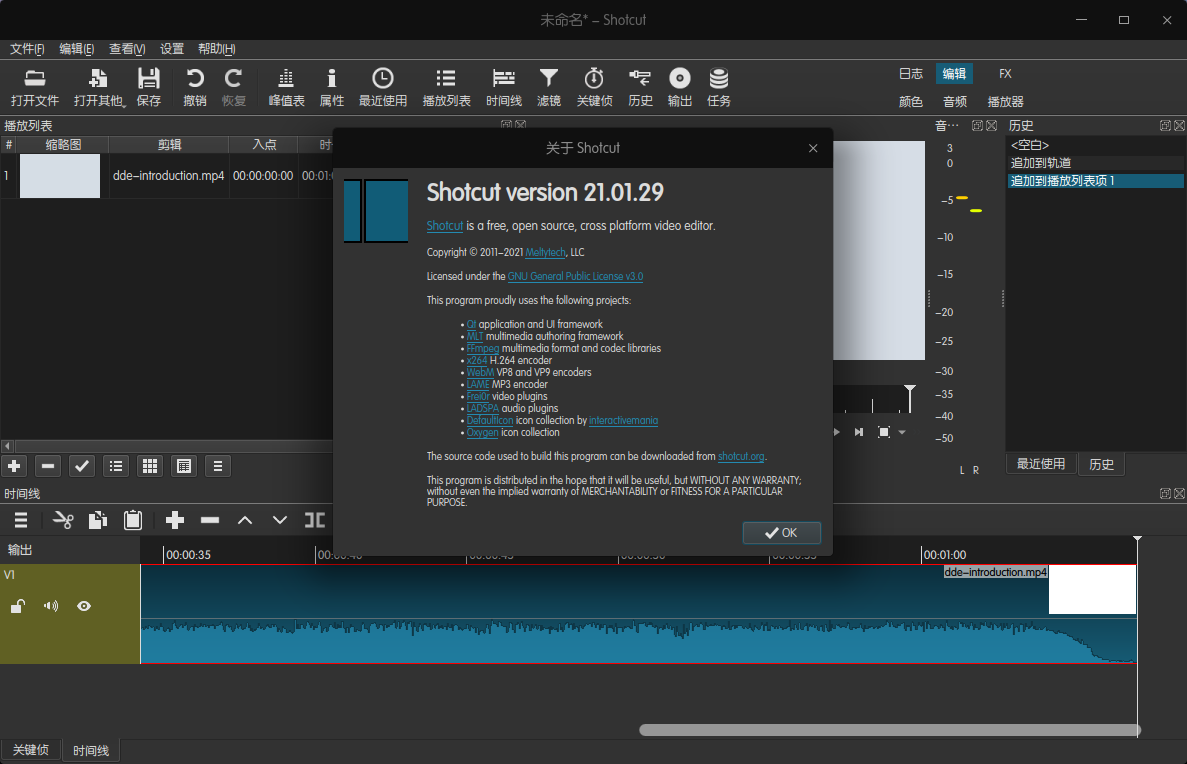 未命名* – Shotcut
文件(F) 编辑(E) 查看(V) 设置 帮助(H)
打开文件 打开其他 保存 撤销 恢复 峰值表 属性 最近使用 播放列表 时间线 滤镜 关键侦 历史 输出 任务
日志 编辑 FX
颜色 音频 播放器
播放列表
# 缩略图 剪辑 入点 时
1 dde-introduction.mp4 00:00:00:00 00:01:
音…
3
0
-5
-10
-15
-20
-25
-30
-35
-40
-50
L R
历史
<空白>
追加到轨道
追加到播放列表项 1
最近使用 历史
关于 Shotcut
Shotcut version 21.01.29
Shotcut is a free, open source, cross platform video editor.
Copyright © 2011-2021 Meltytech, LLC
Licensed under the GNU General Public License v3.0
This program proudly uses the following projects:
• Qt application and UI framework
• MLT multimedia authoring framework
• FFmpeg multimedia format and codec libraries
• x264 H.264 encoder
• WebM VP8 and VP9 encoders
• LAME MP3 encoder
• Frei0r video plugins
• LADSPA audio plugins
• DefaultIcon icon collection by interactivemania
• Oxygen icon collection
The source code used to build this program can be downloaded from shotcut.org.
This program is distributed in the hope that it will be useful, but WITHOUT ANY WARRANTY;
without even the implied warranty of MERCHANTABILITY or FITNESS FOR A PARTICULAR
PURPOSE.
OK
时间线
输出
00:00:35 00:00:40 00:00:45 00:00:50 00:00:55 00:01:00
V1
dde-introduction.mp4
关键侦 时间线